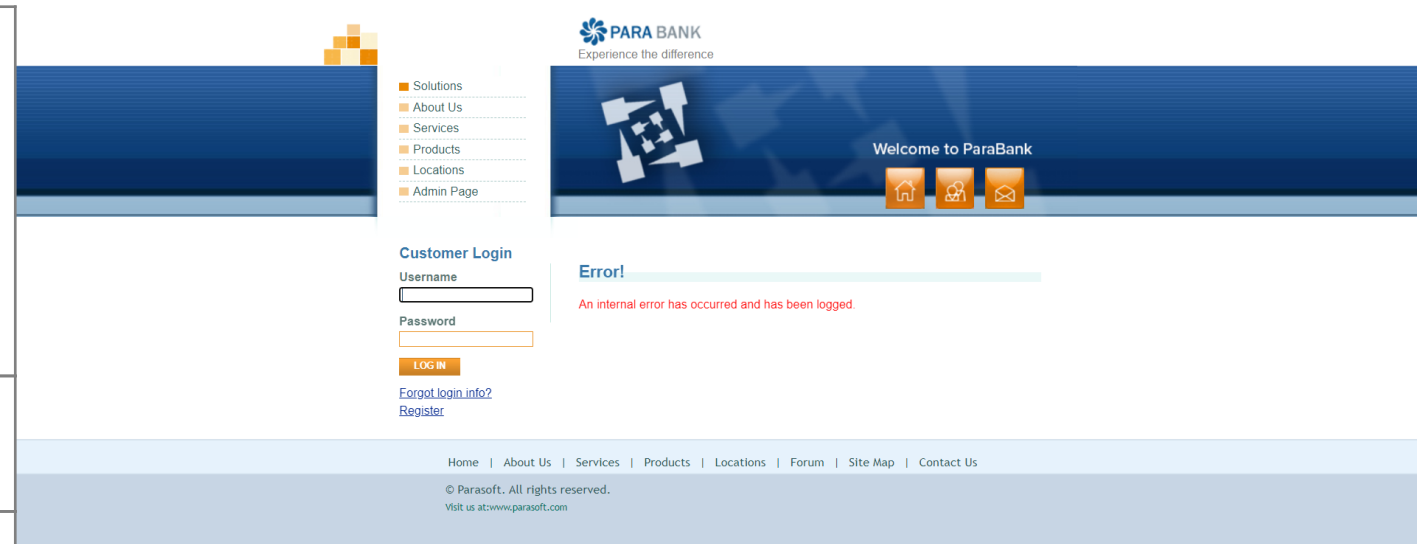 PARA BANK
Experience the difference
Solutions
About Us
Services
Products
Locations
Admin Page
Welcome to ParaBank
Customer Login
Username
Password
LOG IN
Forgot login info?
Register
Error!
An internal error has occurred and has been logged.
Home | About Us | Services | Products | Locations | Forum | Site Map | Contact Us
© Parasoft. All rights reserved.
Visit us at:www.parasoft.com